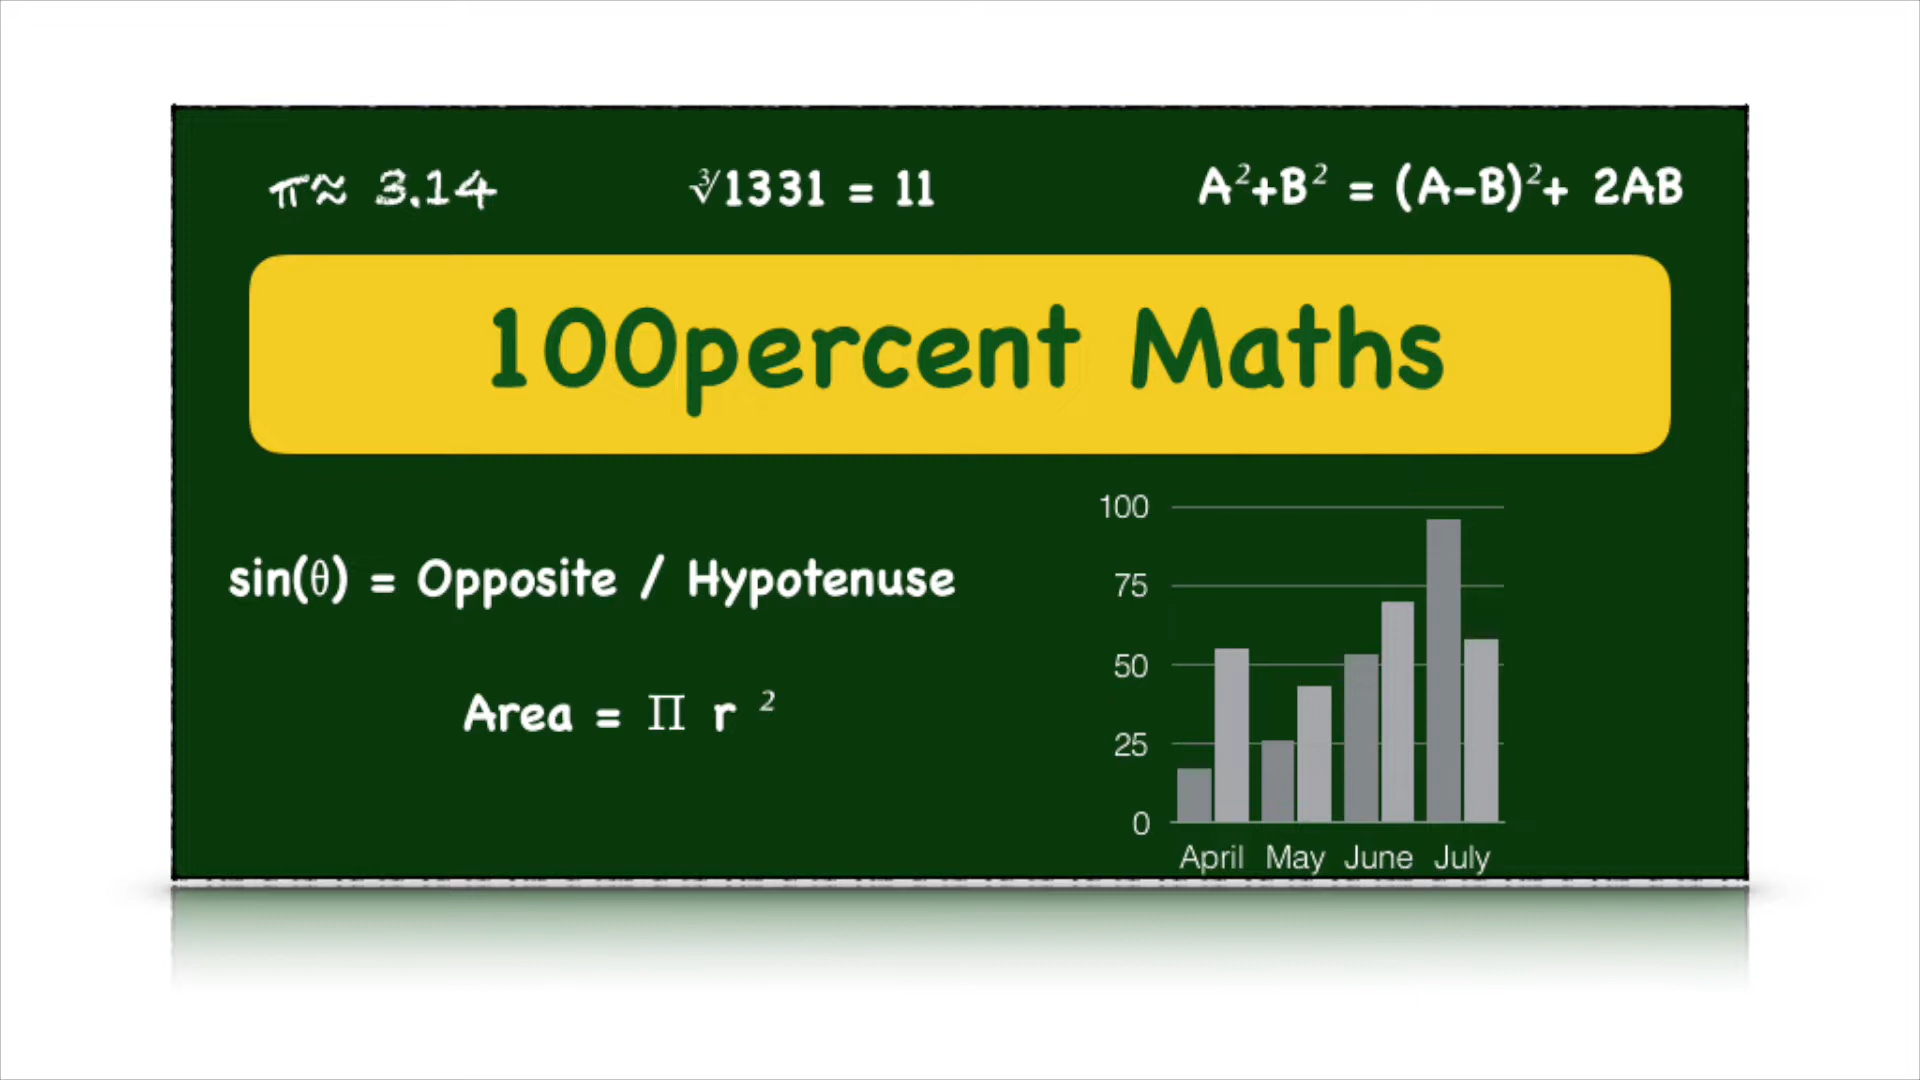 π≈ 3.14
∛1331 = 11
A²+B² = (A-B)²+ 2AB
100percent Maths
sin(θ) = Opposite / Hypotenuse
Area = Π r ²
100
75
50
25
0
April May June July